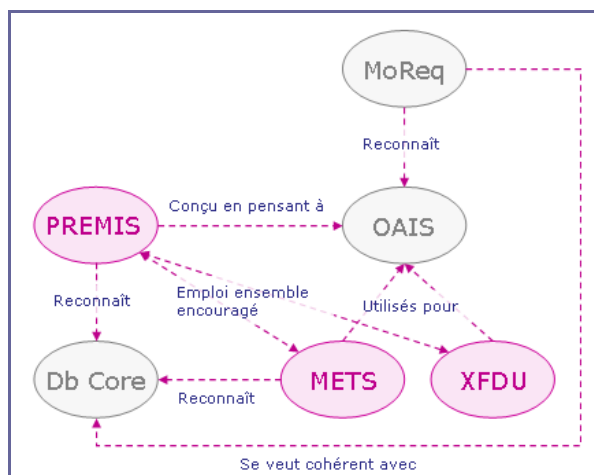 MoReq
Reconnaît
Conçu en pensant à
PREMIS
OAIS
Reconnaît
Emploi ensemble
encouragé
Utilisés pour
Db Core
METS
XFDU
Reconnaît
Se veut cohérent avec